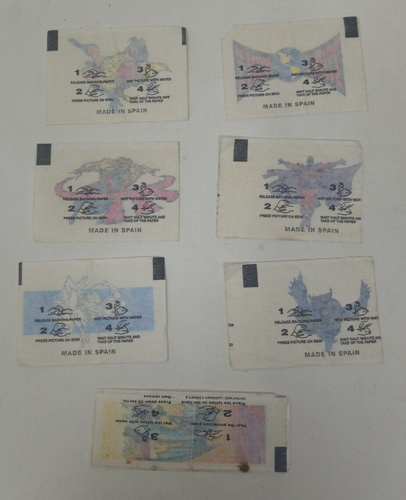 1 3
RELEASE BACKING-PAPER WET PICTURE WITH WATER
2 4
PRESS PICTURE ON SKIN WAIT HALF MINUTE AND TAKE OF THE PAPER
MADE IN SPAIN
1 3
RELEASE BACKING-PAPER WET PICTURE WITH WATER
2 4
PRESS PICTURE ON SKIN WAIT HALF MINUTE AND TAKE OF THE PAPER
MADE IN SPAIN
1 3
RELEASE BACKING-PAPER WET PICTURE WITH WATER
2 4
PRESS PICTURE ON SKIN WAIT HALF MINUTE AND TAKE OF THE PAPER
MADE IN SPAIN
1 3
RELEASE BACKING-PAPER WET PICTURE WITH WATER
2 4
PRESS PICTURE ON SKIN WAIT HALF MINUTE AND TAKE OF THE PAPER
MADE IN SPAIN
1 3
RELEASE BACKING-PAPER WET PICTURE WITH WATER
2 4
PRESS PICTURE ON SKIN WAIT HALF MINUTE AND TAKE OF THE PAPER
MADE IN SPAIN
1 3
RELEASE BACKING-PAPER WET PICTURE WITH WATER
2 4
PRESS PICTURE ON SKIN WAIT HALF MINUTE AND TAKE OF THE PAPER
MADE IN SPAIN
1 3
2 4